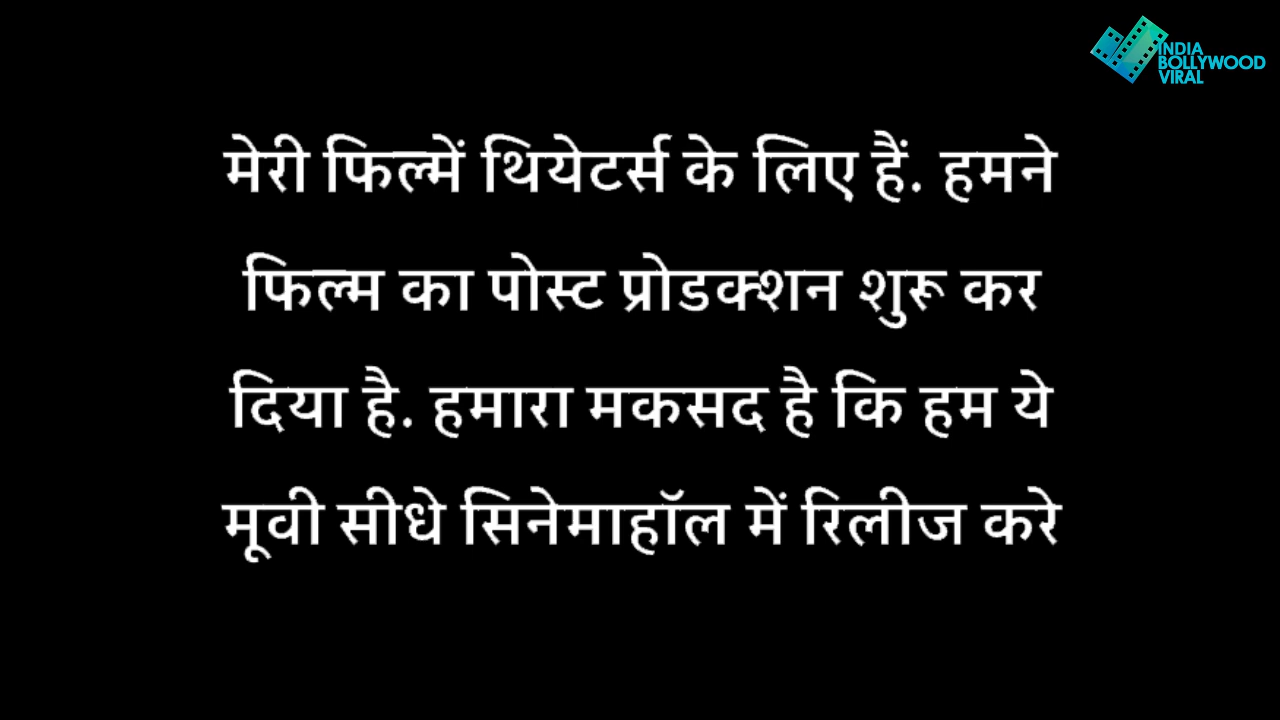 INDIA
BOLLYWOOD
VIRAL
मेरी फिल्में थियेटर्स के लिए हैं. हमने
फिल्म का पोस्ट प्रोडक्शन शुरू कर
दिया है. हमारा मकसद है कि हम ये
मूवी सीधे सिनेमाहॉल में रिलीज करे